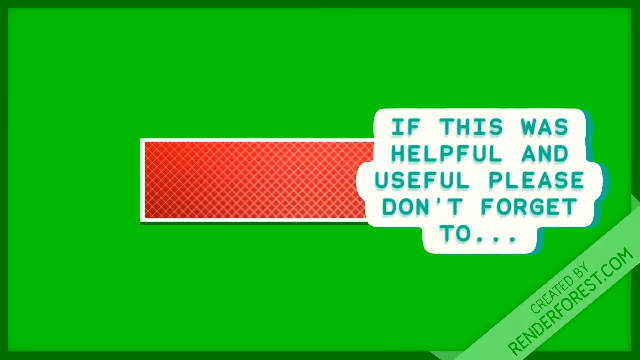 IF THIS WAS
HELPFUL AND
USEFUL PLEASE
DON'T FORGET
TO...
CREATED BY
RENDERFOREST.COM